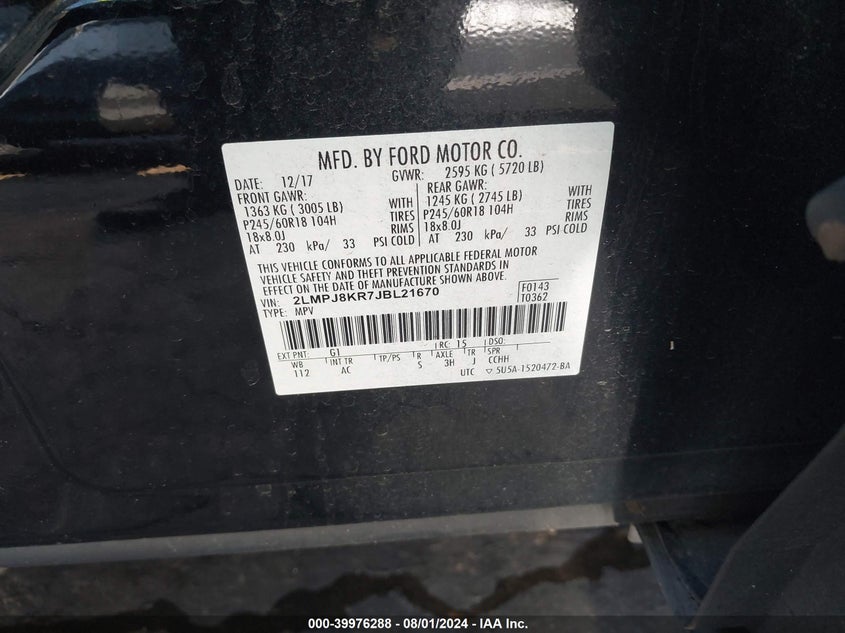 MFD. BY FORD MOTOR CO.
DATE: 12/17 GVWR: 2595 KG ( 5720 LB)
FRONT GAWR: REAR GAWR:
1363 KG ( 3005 LB) WITH 1245 KG ( 2745 LB) WITH
P245/60R18 104H TIRES P245/60R18 104H TIRES
18x8.0J RIMS 18x8.0J RIMS
AT 230 kPa/ 33 PSI COLD AT 230 kPa/ 33 PSI COLD
THIS VEHICLE CONFORMS TO ALL APPLICABLE FEDERAL MOTOR
VEHICLE SAFETY AND THEFT PREVENTION STANDARDS IN
EFFECT ON THE DATE OF MANUFACTURE SHOWN ABOVE.
VIN: 2LMPJ8KR7JBL21670 F0143
TYPE: MPV T0362
EXT PNT: G1 RC: 15 DSO:
WB INT TR TP/PS R AXLE TR SPR
112 AC S 3H J CCHH
UTC ▽ 5U5A-1520472-BA
000-39976288 - 08/01/2024 - IAAI.com/US/Disc.